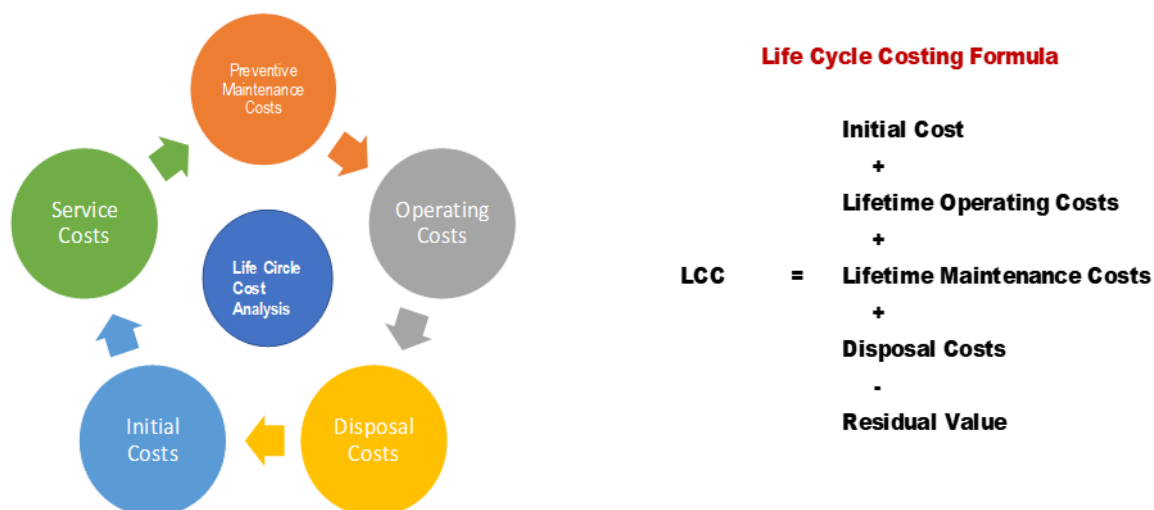 Preventive
Maintenance
Costs
Service
Costs
Operating
Costs
Life Circle
Cost
Analysis
Initial
Costs
Disposal
Costs
Life Cycle Costing Formula
Initial Cost
+
Lifetime Operating Costs
+
LCC = Lifetime Maintenance Costs
+
Disposal Costs
-
Residual Value